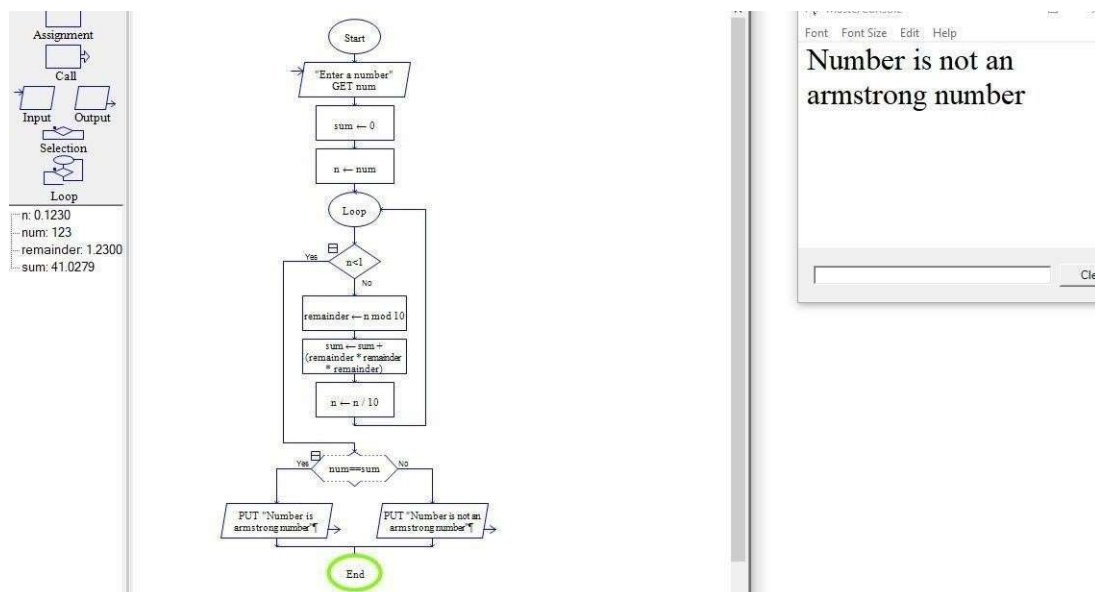 Assignment
Call
Input Output
Selection
Loop
n: 0.1230
num: 123
remainder: 1.2300
sum: 41.0279
Start
"Enter a number"
GET num
sum ← 0
n ← num
Loop
Yes
n<1
No
remainder ← n mod 10
sum ← sum +
(remainder * remainder
* remainder)
n ← n / 10
Yes
num==sum
No
PUT "Number is
armstrong number"¶
PUT "Number is not an
armstrong number"¶
End
Font Font Size Edit Help
Number is not an
armstrong number
Cle